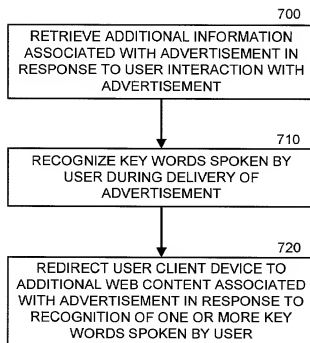 700
RETRIEVE ADDITIONAL INFORMATION
ASSOCIATED WITH ADVERTISEMENT IN
RESPONSE TO USER INTERACTION WITH
ADVERTISEMENT
710
RECOGNIZE KEY WORDS SPOKEN BY
USER DURING DELIVERY OF
ADVERTISEMENT
720
REDIRECT USER CLIENT DEVICE TO
ADDITIONAL WEB CONTENT ASSOCIATED
WITH ADVERTISEMENT IN RESPONSE TO
RECOGNITION OF ONE OR MORE KEY
WORDS SPOKEN BY USER